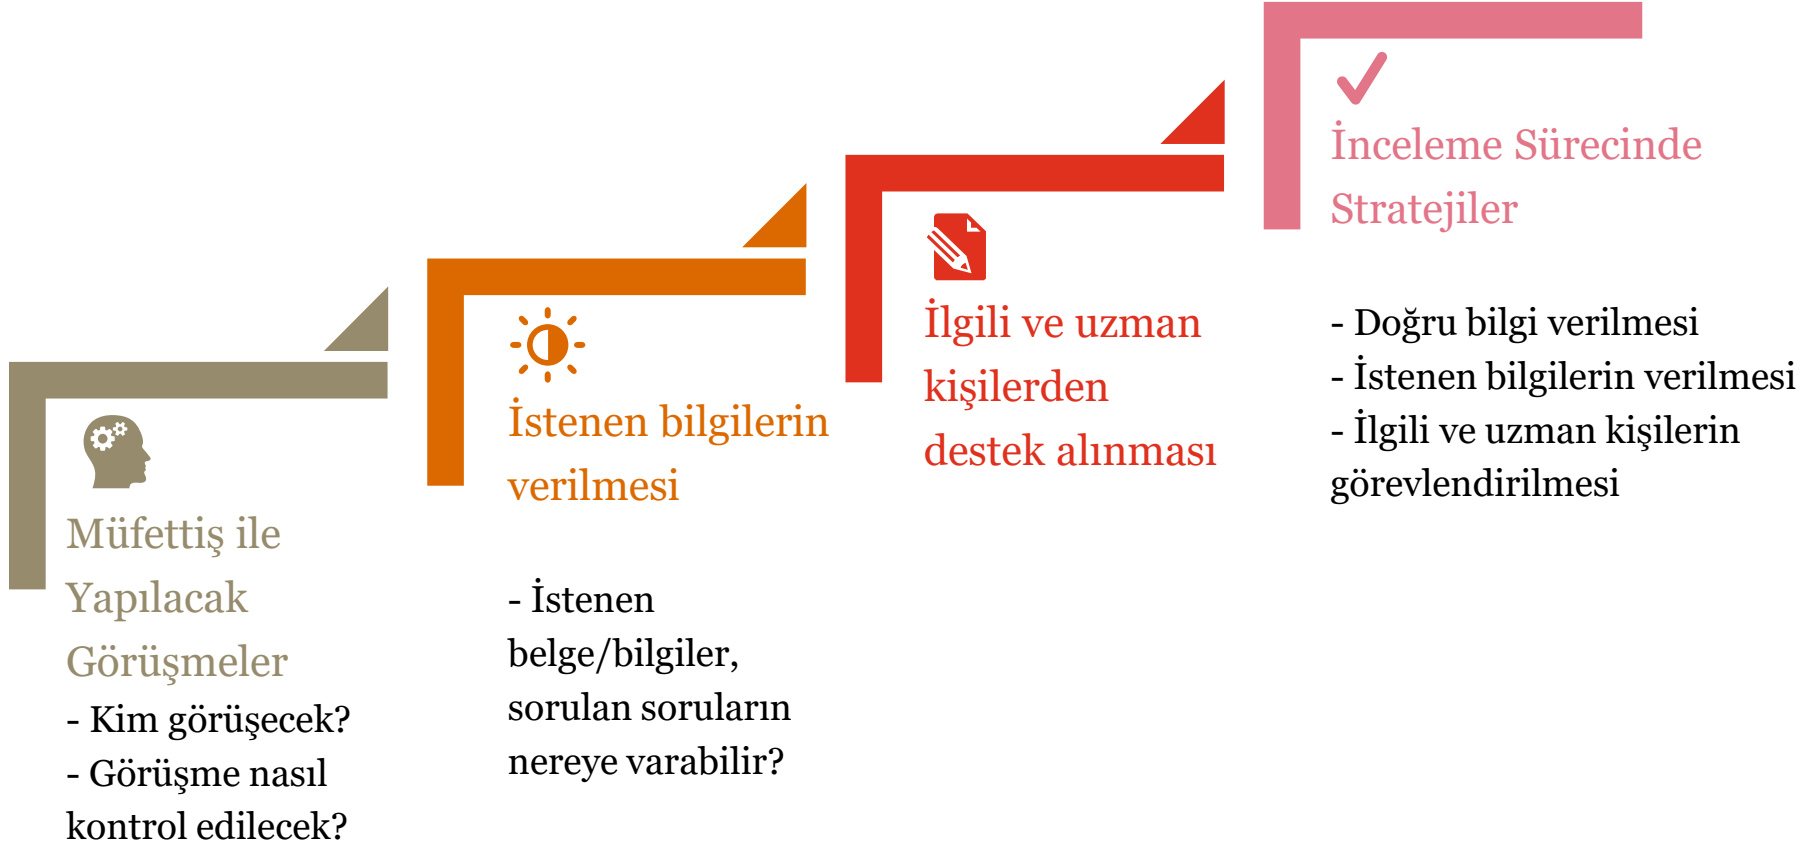 Müfettiş ile
Yapılacak
Görüşmeler
- Kim görüşecek?
- Görüşme nasıl
kontrol edilecek?
İstenen bilgilerin
verilmesi
- İstenen
belge/bilgiler,
sorulan soruların
nereye varabilir?
İlgili ve uzman
kişilerden
destek alınması
İnceleme Sürecinde
Stratejiler
- Doğru bilgi verilmesi
- İstenen bilgilerin verilmesi
- İlgili ve uzman kişilerin
görevlendirilmesi